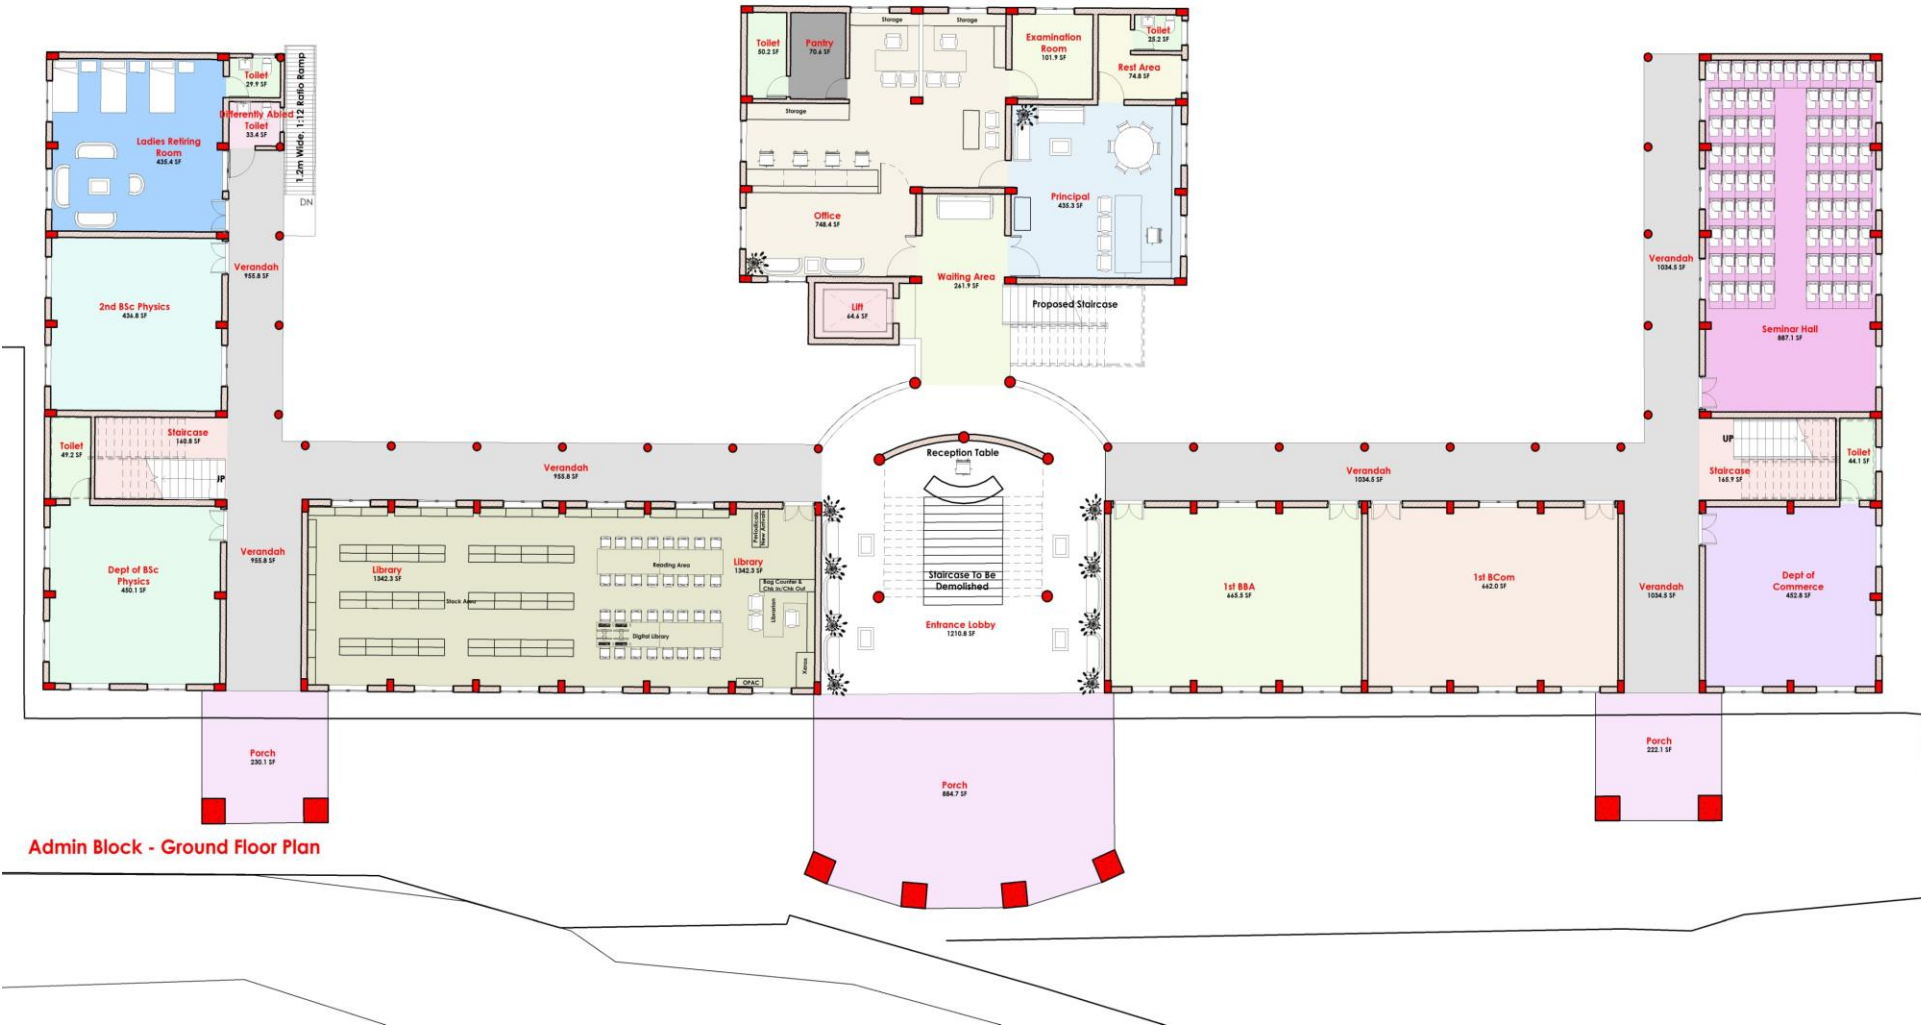 Storage
Storage
Toilet
50.2 SF
Pantry
70.6 SF
Examination
Room
101.9 SF
Toilet
25.2 SF
Rest Area
74.8 SF
Toilet
29.9 SF
1.2m Wide, 1:12 Ratio Ramp
Differently Abled
Toilet
33.4 SF
Storage
Ladies Retiring
Room
435.4 SF
DN
Principal
435.3 SF
Office
748.4 SF
Verandah
955.8 SF
Waiting Area
261.9 SF
Verandah
1034.5 SF
2nd BSc Physics
436.8 SF
Lift
64.6 SF
Proposed Staircase
Seminar Hall
887.1 SF
Staircase
160.8 SF
Toilet
49.2 SF
UP
Reception Table
UP
Toilet
44.1 SF
Verandah
955.8 SF
Verandah
1034.5 SF
Staircase
165.9 SF
Periodicals
New Arrivals
Verandah
955.8 SF
Dept of BSc
Physics
450.1 SF
Library
1342.3 SF
Reading Area
Library
1342.3 SF
Bag Counter &
Chk In/Chk Out
Stack Area
Librarian
Digital Library
Xerox
OPAC
Staircase To Be
Demolished
Entrance Lobby
1210.8 SF
1st BBA
665.5 SF
1st BCom
662.0 SF
Verandah
1034.5 SF
Dept of
Commerce
452.8 SF
Porch
230.1 SF
Porch
884.7 SF
Porch
222.1 SF
Admin Block - Ground Floor Plan